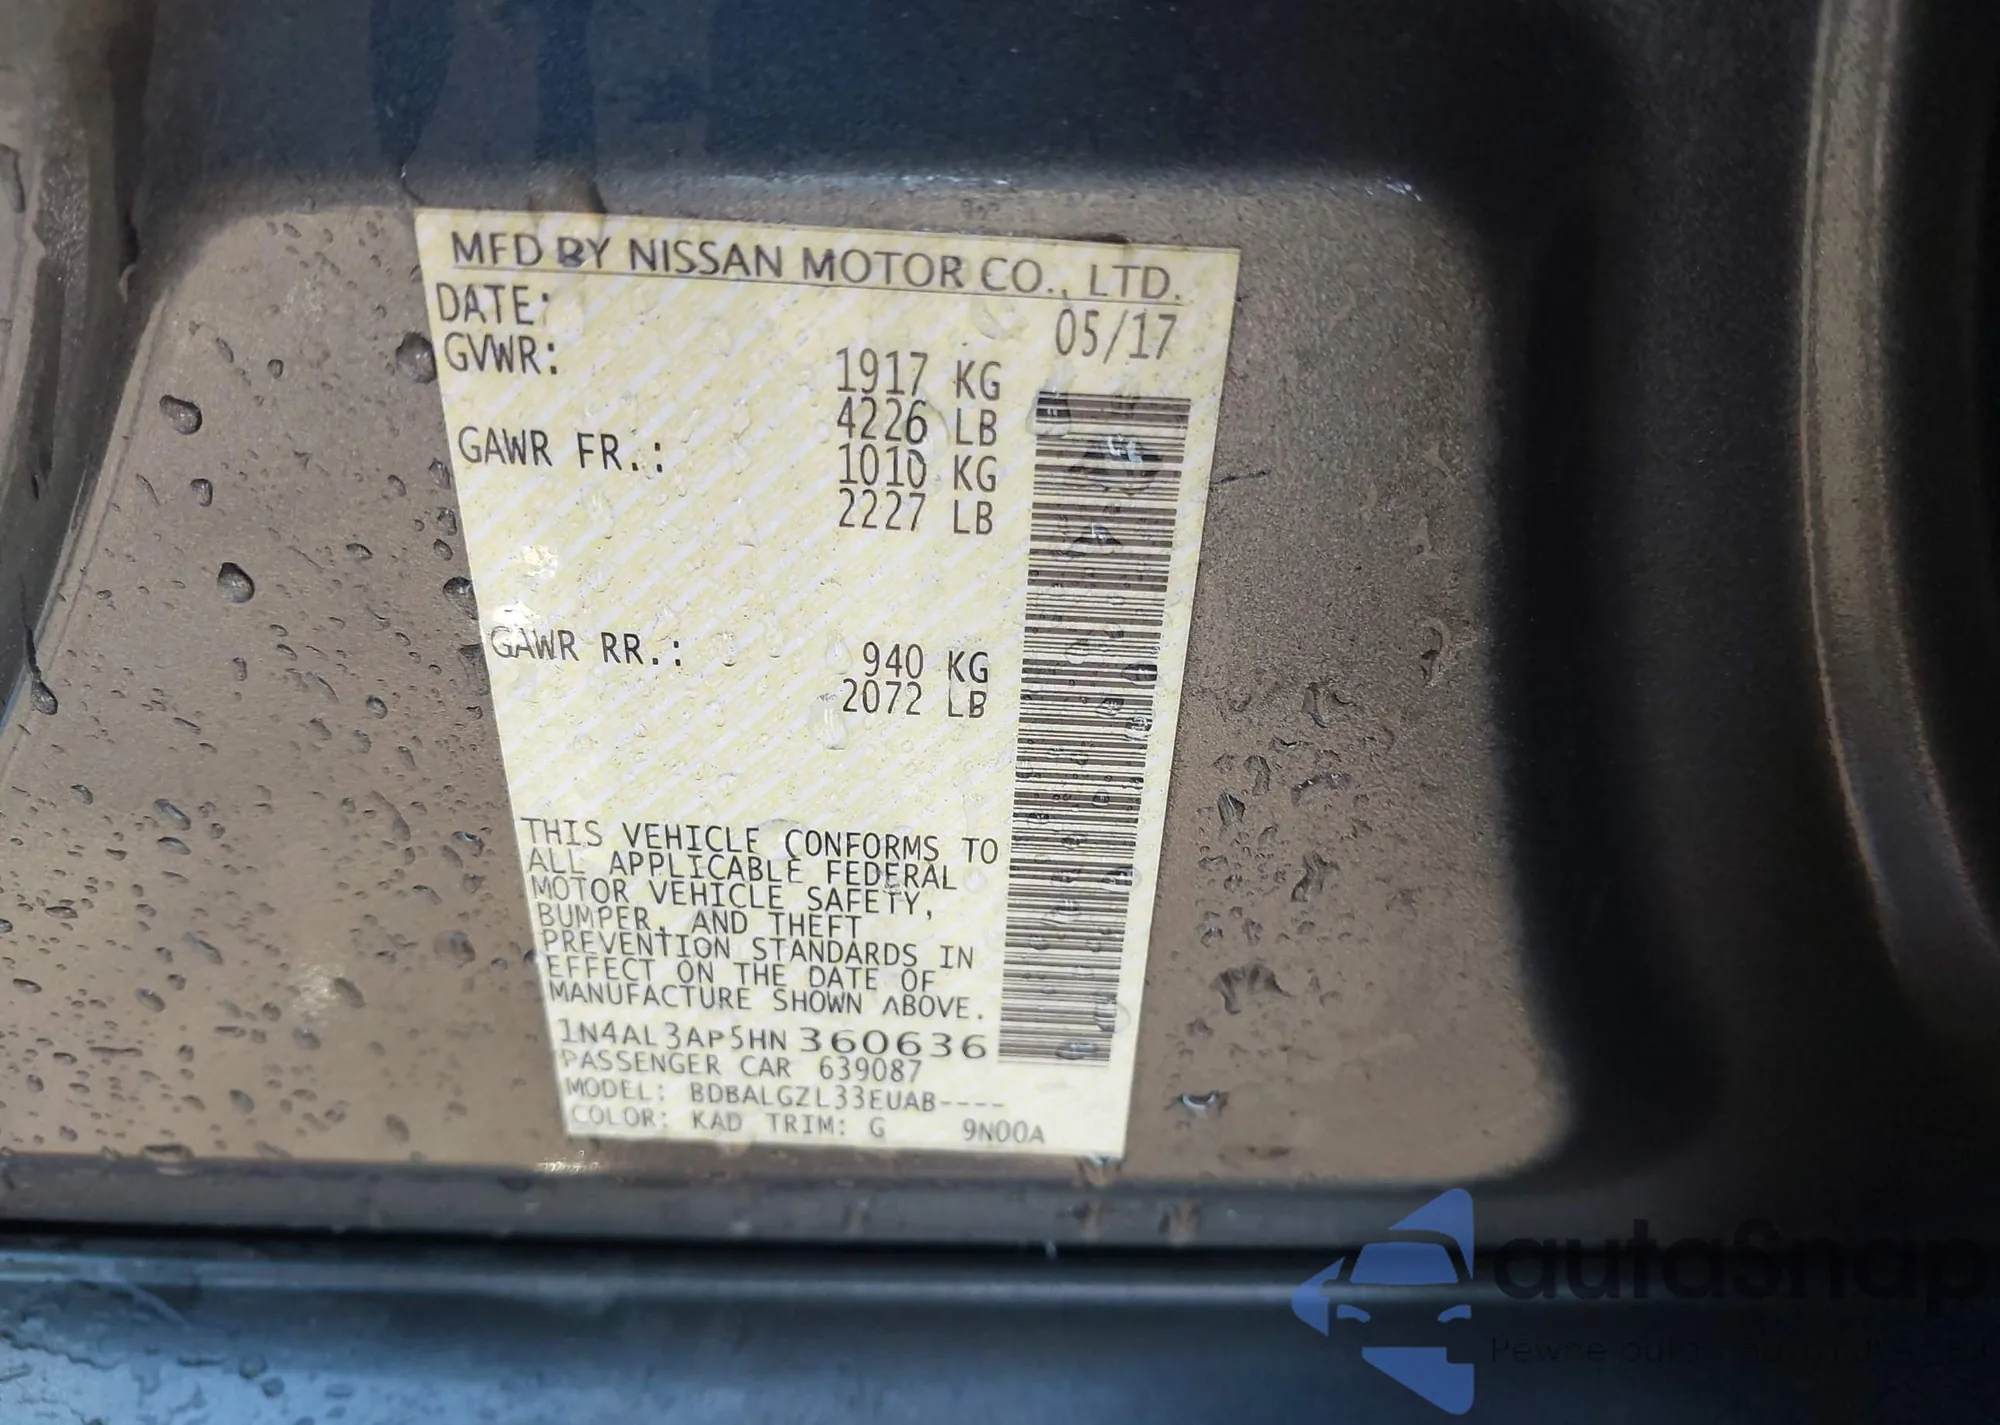 MFD BY NISSAN MOTOR CO., LTD.
DATE: 05/17
GVWR: 1917 KG
4226 LB
GAWR FR.: 1010 KG
2227 LB
GAWR RR.: 940 KG
2072 LB
THIS VEHICLE CONFORMS TO
ALL APPLICABLE FEDERAL
MOTOR VEHICLE SAFETY,
BUMPER, AND THEFT
PREVENTION STANDARDS IN
EFFECT ON THE DATE OF
MANUFACTURE SHOWN ABOVE.
1N4AL3AP5HN360636
PASSENGER CAR 639087
MODEL: BDBALGZL33EUAB----
COLOR: KAD TRIM: G 9N00A
autaSnap
Pewne